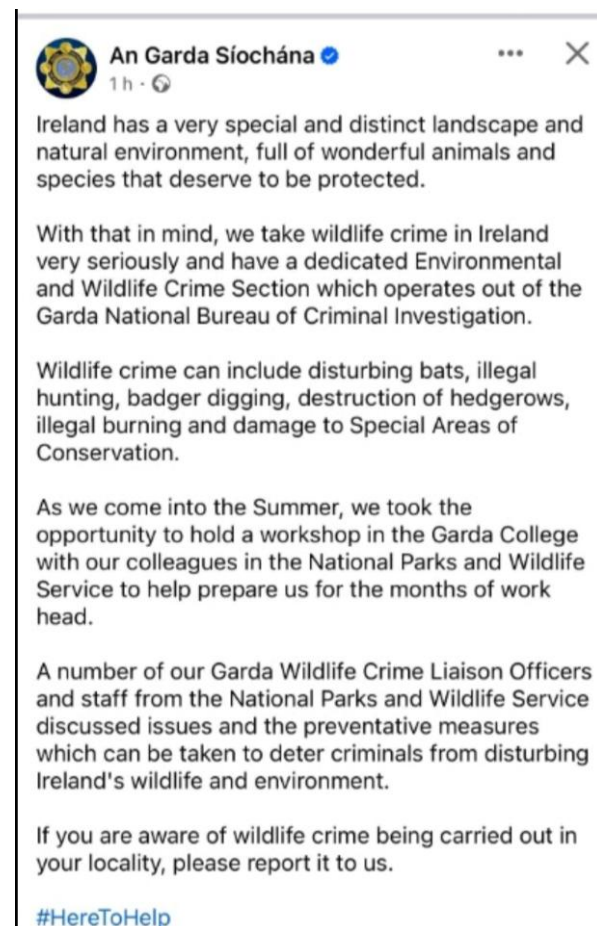 An Garda Síochána
1 h ·
Ireland has a very special and distinct landscape and
natural environment, full of wonderful animals and
species that deserve to be protected.
With that in mind, we take wildlife crime in Ireland
very seriously and have a dedicated Environmental
and Wildlife Crime Section which operates out of the
Garda National Bureau of Criminal Investigation.
Wildlife crime can include disturbing bats, illegal
hunting, badger digging, destruction of hedgerows,
illegal burning and damage to Special Areas of
Conservation.
As we come into the Summer, we took the
opportunity to hold a workshop in the Garda College
with our colleagues in the National Parks and Wildlife
Service to help prepare us for the months of work
head.
A number of our Garda Wildlife Crime Liaison Officers
and staff from the National Parks and Wildlife Service
discussed issues and the preventative measures
which can be taken to deter criminals from disturbing
Ireland's wildlife and environment.
If you are aware of wildlife crime being carried out in
your locality, please report it to us.
#HereToHelp